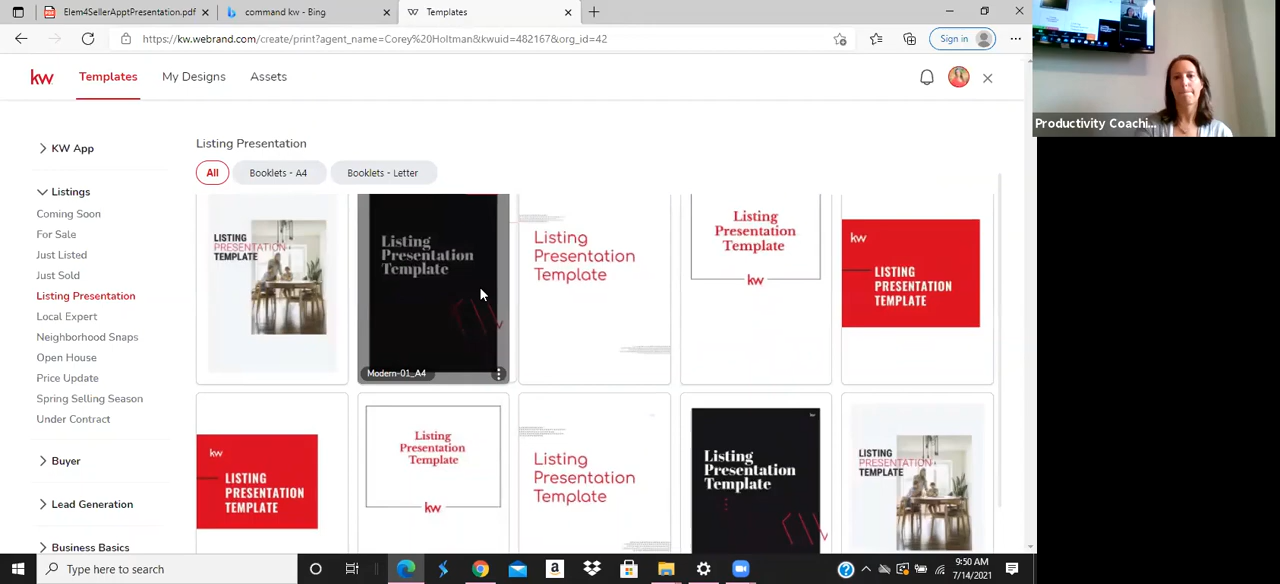 Elem4SellerApptPresentation.pdf
command kw - Bing
Templates
https://kw.webrand.com/create/print?agent_name=Corey%20Holtman&kwuid=482167&org_id=42
Sign in
kw
Templates
My Designs
Assets
Productivity Coachi...
KW App
Listings
Coming Soon
For Sale
Just Listed
Just Sold
Listing Presentation
Local Expert
Neighborhood Snaps
Open House
Price Update
Spring Selling Season
Under Contract
Buyer
Lead Generation
Business Basics
Listing Presentation
All
Booklets - A4
Booklets - Letter
LISTING
PRESENTATION
TEMPLATE
Listing
Presentation
Template
Modern-01_A4
Listing
Presentation
Template
Listing
Presentation
Template
kw
kw
LISTING
PRESENTATION
TEMPLATE
kw
LISTING
PRESENTATION
TEMPLATE
Listing
Presentation
Template
kw
Listing
Presentation
Template
kw
Listing
Presentation
Template
LISTING
PRESENTATION
TEMPLATE
Type here to search
9:50 AM
7/14/2021